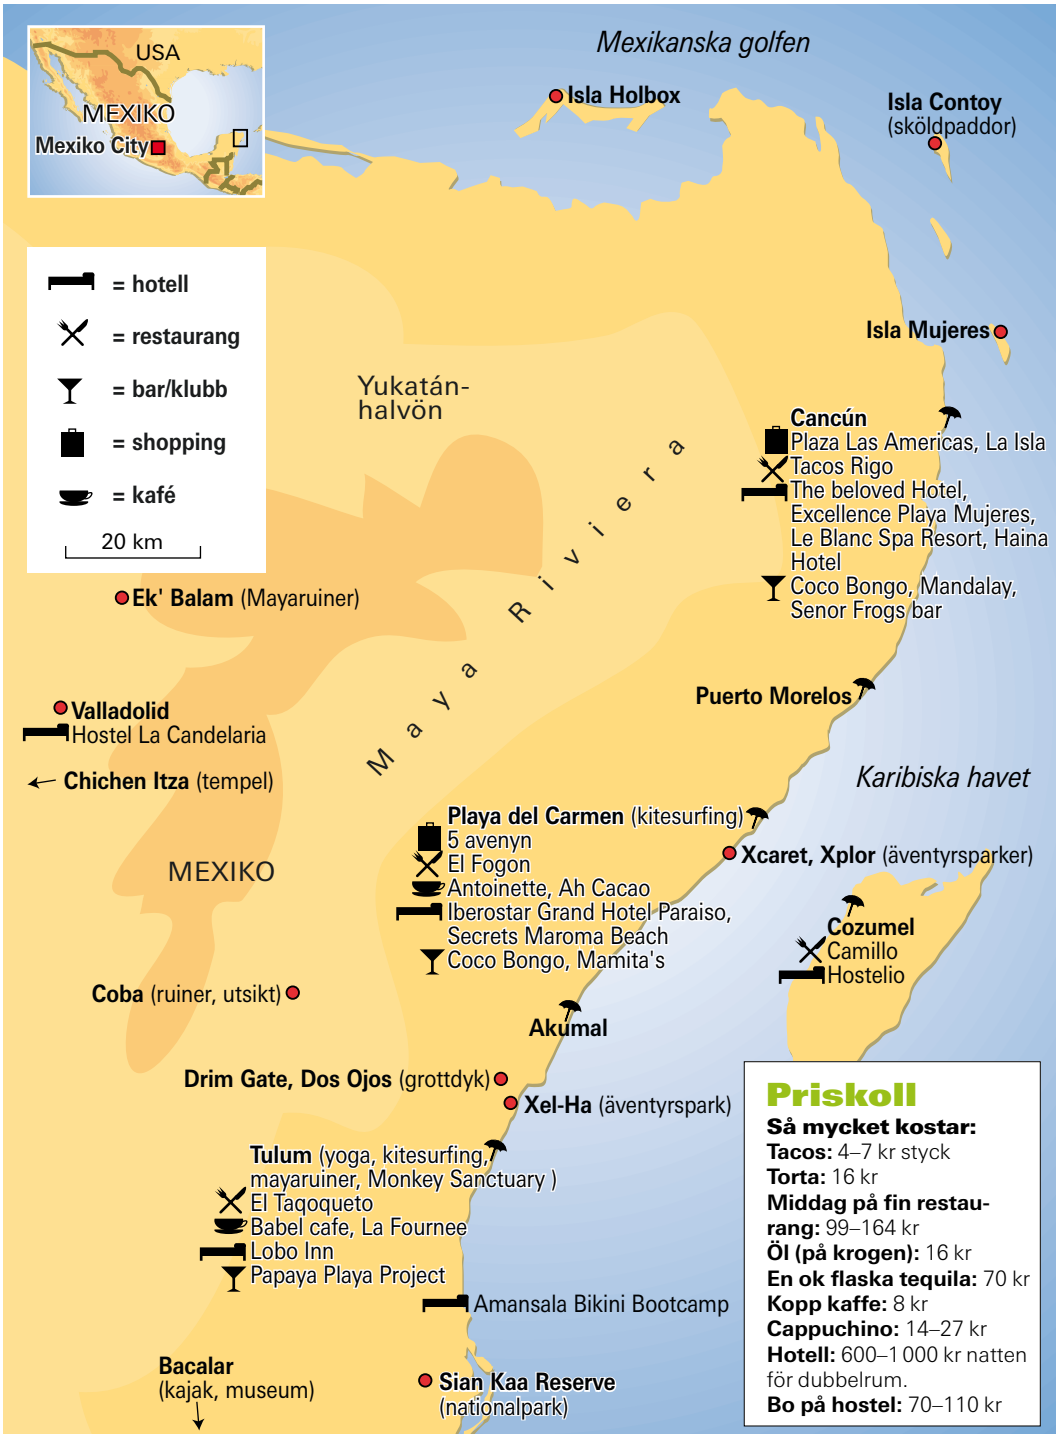 Mexikanska golfen
USA
MEXIKO
Mexiko City
Isla Holbox
Isla Contoy
(sköldpaddor)
= hotell
= restaurang
= bar/klubb
= shopping
= kafé
20 km
Isla Mujeres
Yukatán-
halvön
Maya Riviera
Cancún
Plaza Las Americas, La Isla
Tacos Rigo
The beloved Hotel,
Excellence Playa Mujeres,
Le Blanc Spa Resort, Haina
Hotel
Coco Bongo, Mandalay,
Senor Frogs bar
Ek' Balam (Mayaruiner)
Puerto Morelos
Valladolid
Hostel La Candelaria
Chichen Itza (tempel)
Karibiska havet
Playa del Carmen (kitesurfing)
5 avenyn
El Fogon
Antoinette, Ah Cacao
Iberostar Grand Hotel Paraiso,
Secrets Maroma Beach
Coco Bongo, Mamita's
Xcaret, Xplor (äventyrsparker)
MEXIKO
Cozumel
Camillo
Hostelio
Coba (ruiner, utsikt)
Akumal
Drim Gate, Dos Ojos (grottdyk)
Xel-Ha (äventyrspark)
Tulum (yoga, kitesurfing,
mayaruiner, Monkey Sanctuary )
El Taqoqueto
Babel cafe, La Fournee
Lobo Inn
Papaya Playa Project
Amansala Bikini Bootcamp
Bacalar
(kajak, museum)
Sian Kaa Reserve
(nationalpark)
Priskoll
Så mycket kostar:
Tacos: 4–7 kr styck
Torta: 16 kr
Middag på fin restau-
rang: 99–164 kr
Öl (på krogen): 16 kr
En ok flaska tequila: 70 kr
Kopp kaffe: 8 kr
Cappuchino: 14–27 kr
Hotell: 600–1 000 kr natten
för dubbelrum.
Bo på hostel: 70–110 kr